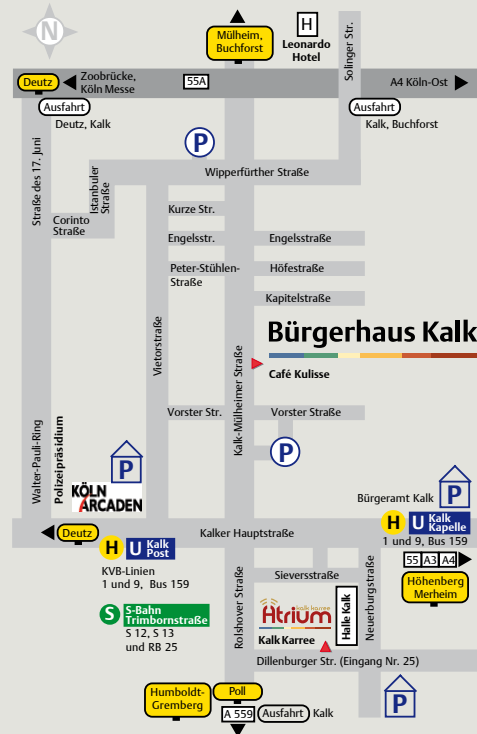 N
Mülheim,
Buchforst
H
Leonardo
Hotel
Solinger Str.
Deutz
Zoobrücke,
Köln Messe
55A
A4 Köln-Ost
Ausfahrt
Deutz, Kalk
Ausfahrt
Kalk, Buchforst
Straße des 17. Juni
P
Istanbuler
Straße
Wipperfürther Straße
Corinto
Straße
Kurze Str.
Engelsstr.
Engelsstraße
Peter-Stühlen-
Straße
Höfestraße
Kapitelstraße
Vietorstraße
Kalk-Mülheimer Straße
Bürgerhaus Kalk
Café Kulisse
Vorster Str.
Vorster Straße
P
Walter-Pauli-Ring
Polizeipräsidium
P
KÖLN
ARCADEN
P
Bürgeramt Kalk
Deutz
Kalker Hauptstraße
H
U
Kalk
Kapelle
1 und 9, Bus 159
H
U
Kalk
Post
KVB-Linien
1 und 9, Bus 159
55
A3
A4
Höhenberg
Merheim
Sieversstraße
Rolshover Straße
Neuerburgstraße
S
S-Bahn
Trimbornstraße
S 12, S 13
und RB 25
kalk karree
Atrium
Kalk Karree
Halle Kalk
Dillenburger Str. (Eingang Nr. 25)
Humboldt-
Gremberg
Poll
A 559
Ausfahrt
Kalk
P